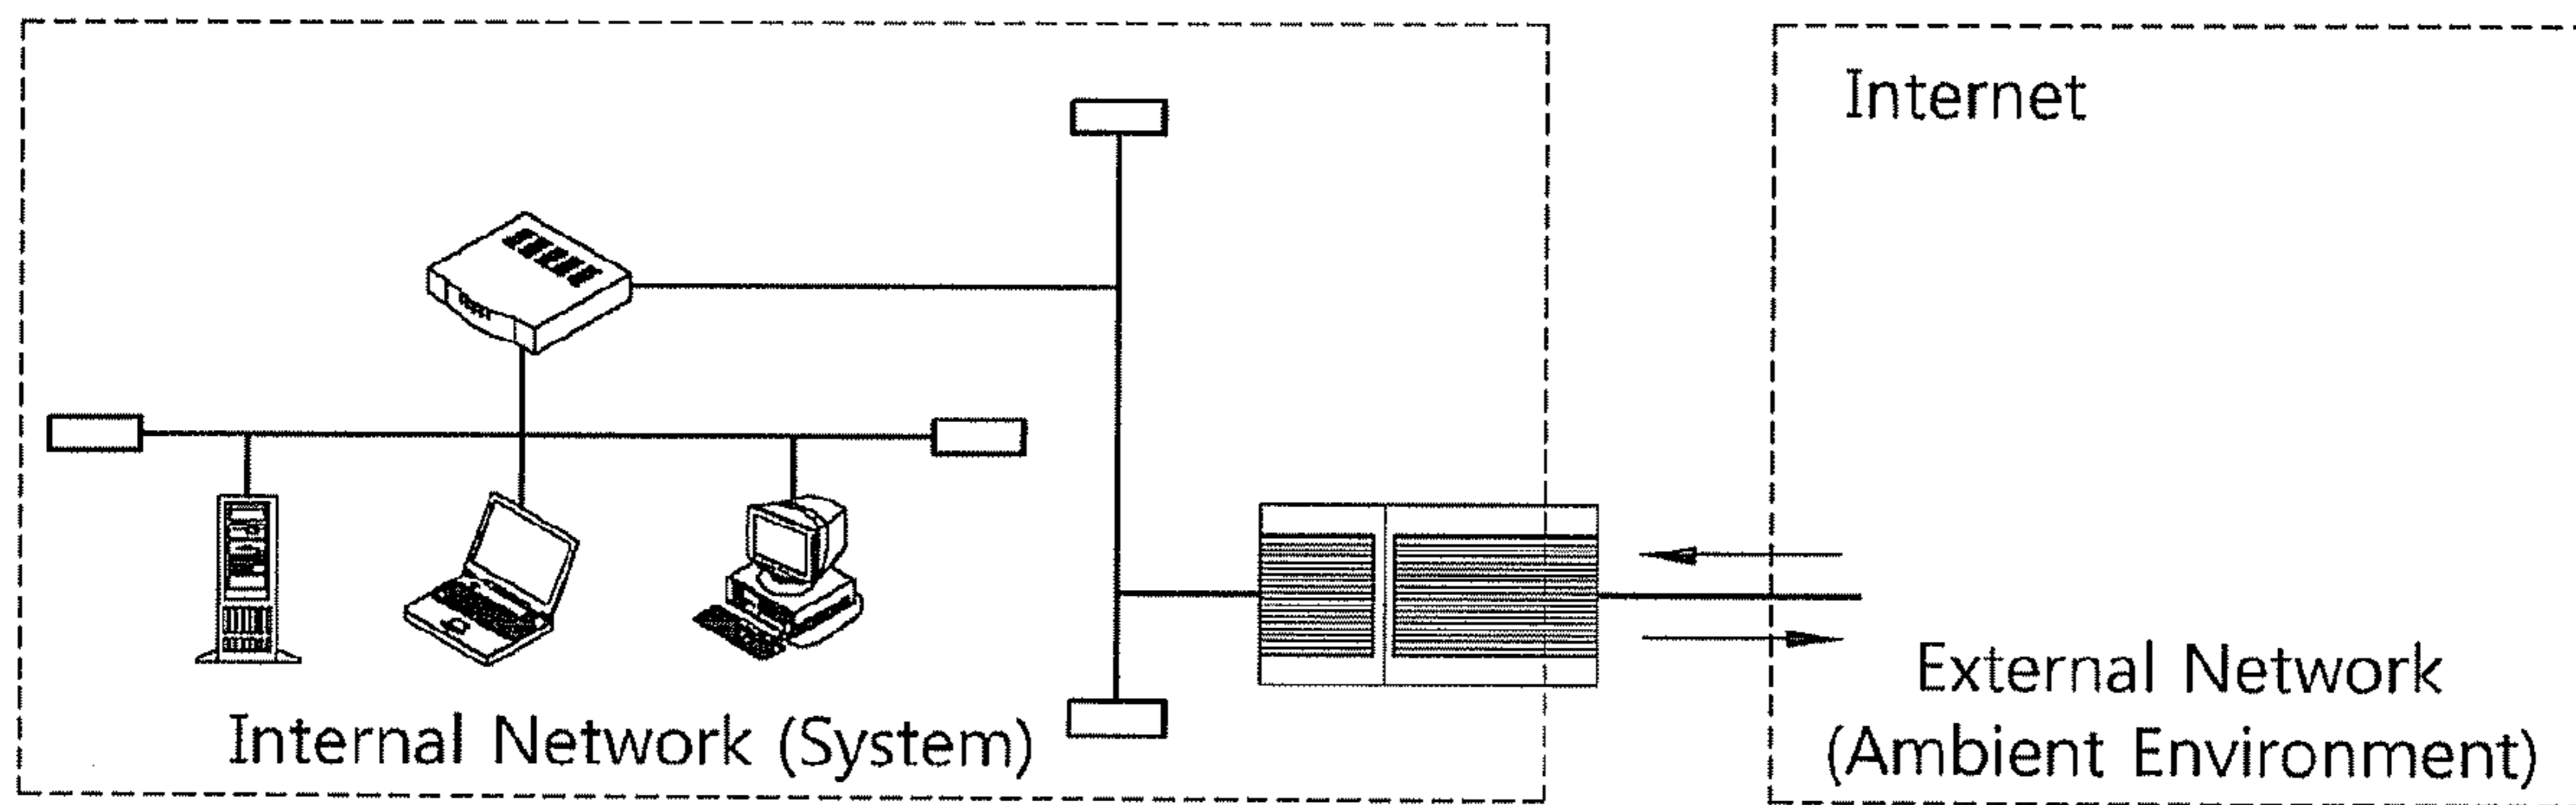 Internet
Internal Network (System)
External Network
(Ambient Environment)